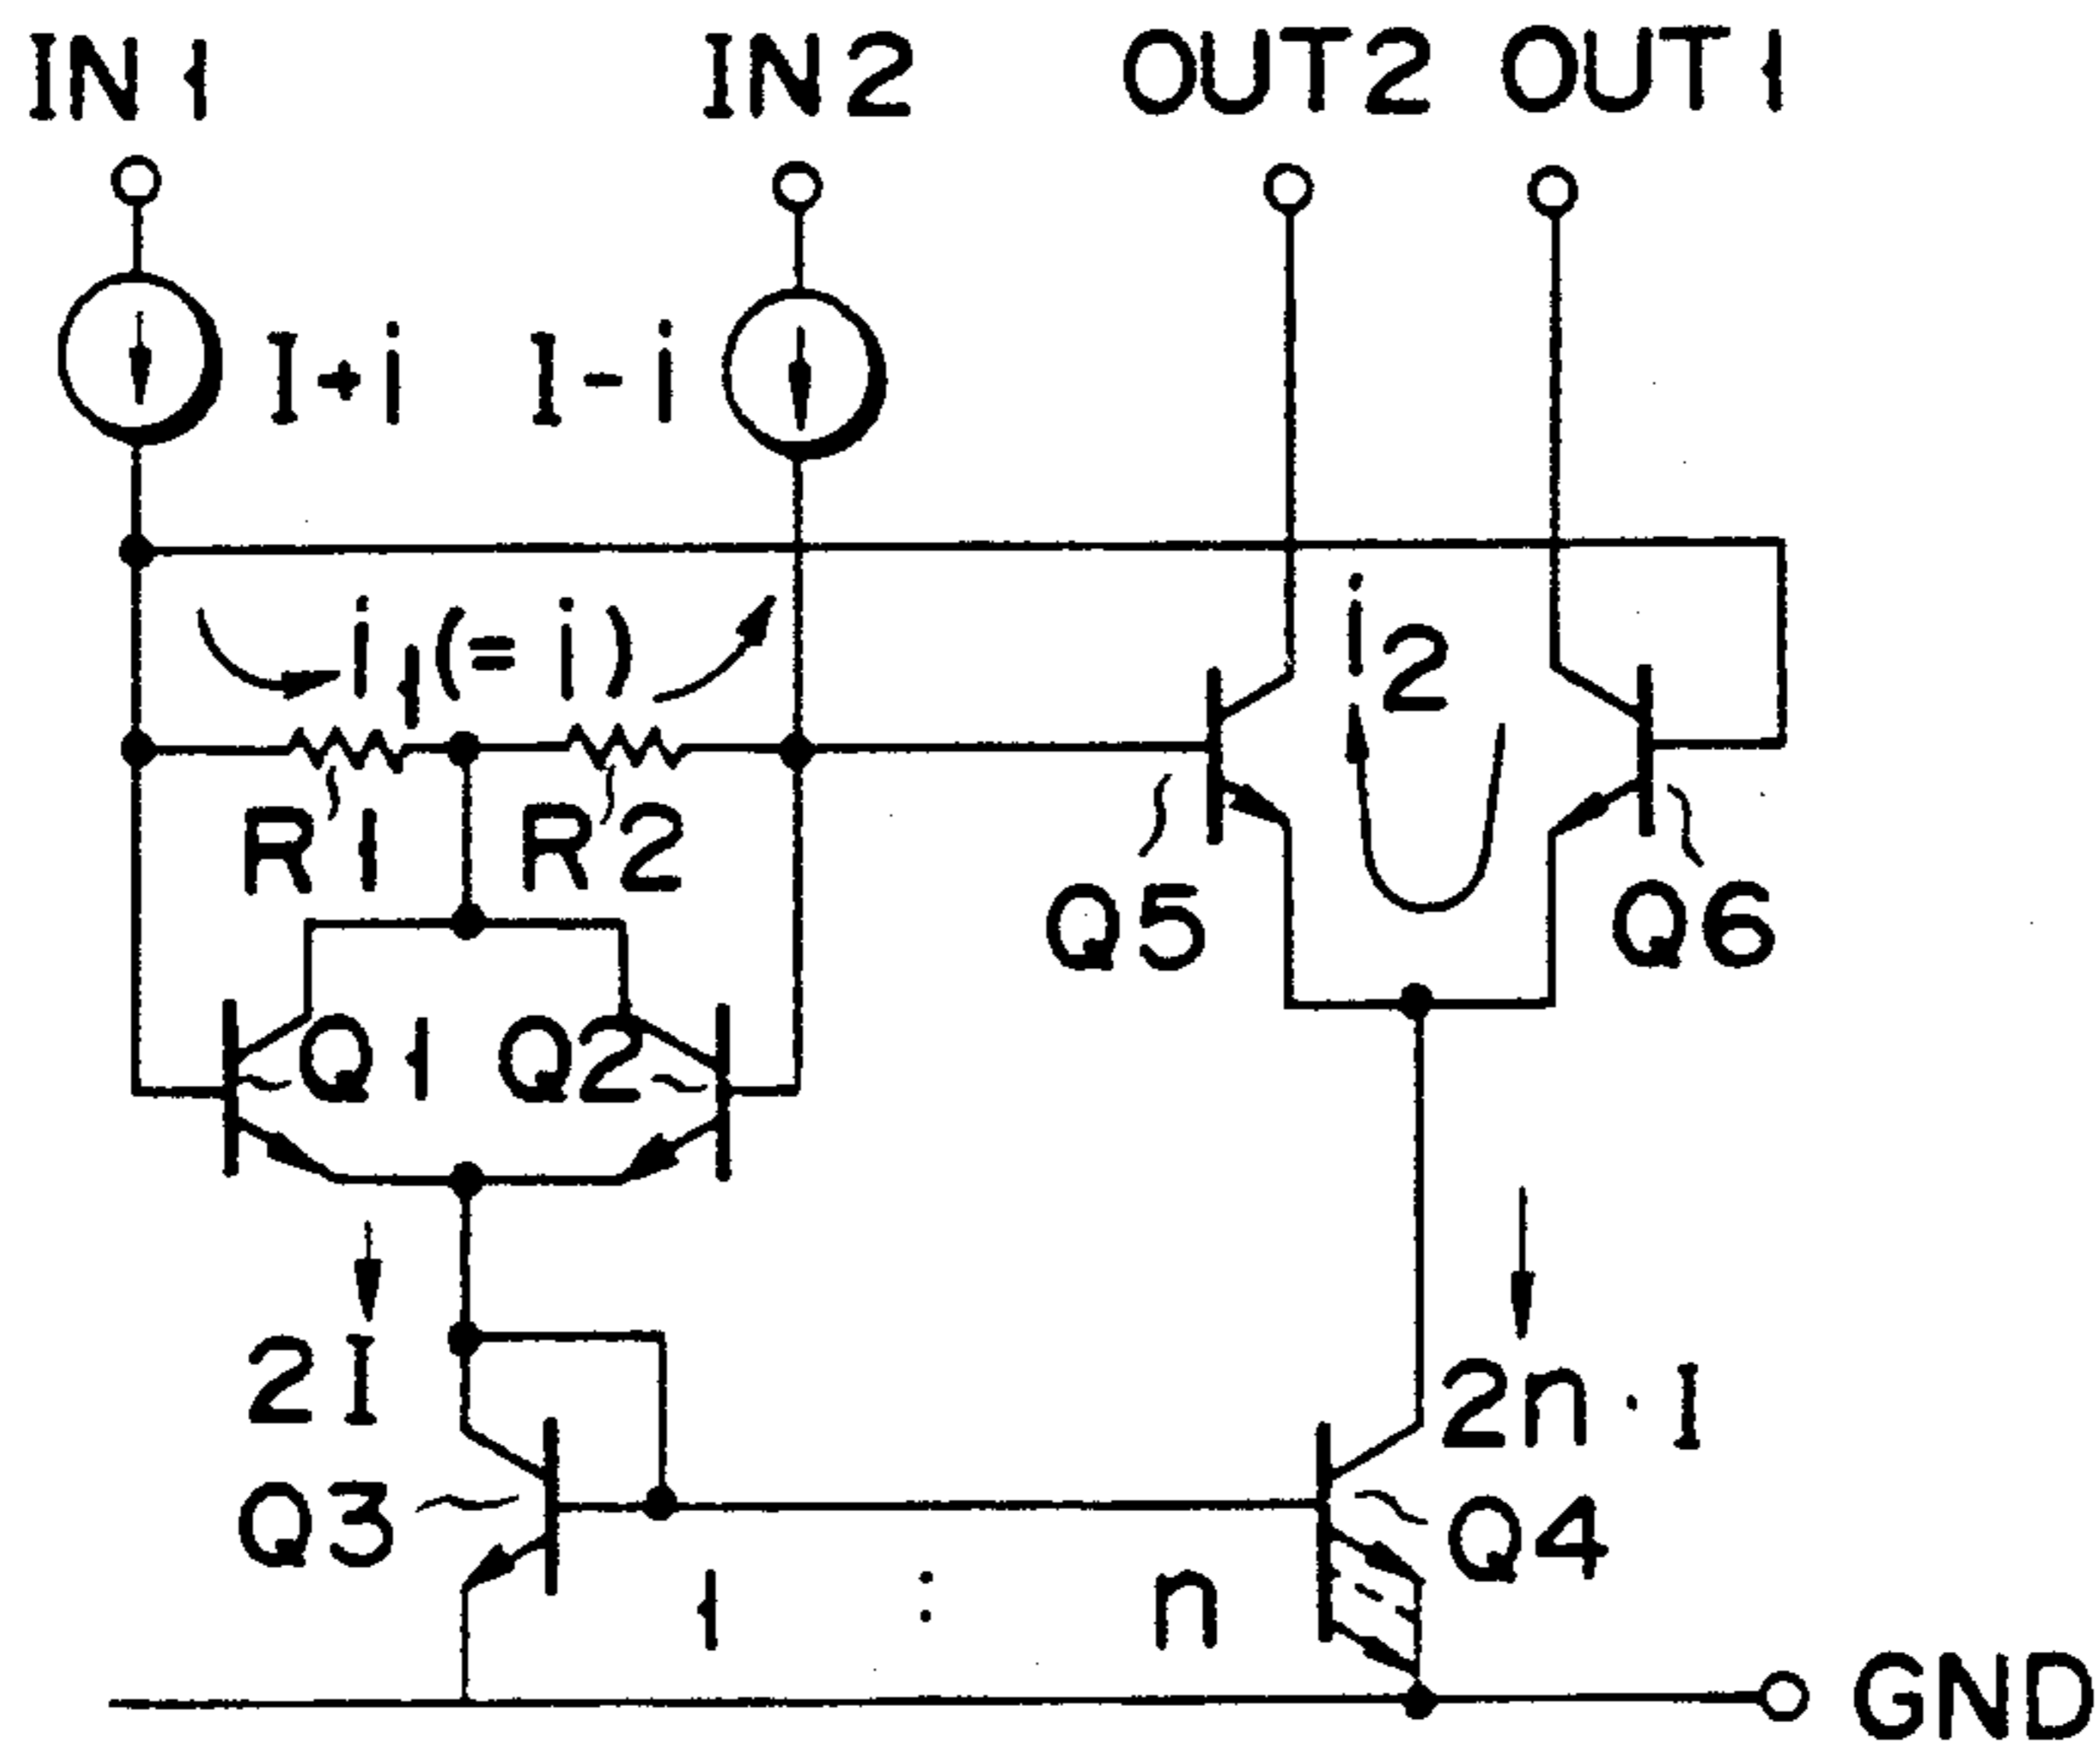 IN1
IN2
OUT2
OUT1
I+i
I-i
i1(=i)
i2
R1
R2
Q5
Q6
Q1
Q2
2I
2n·I
Q3
Q4
1 : n
GND